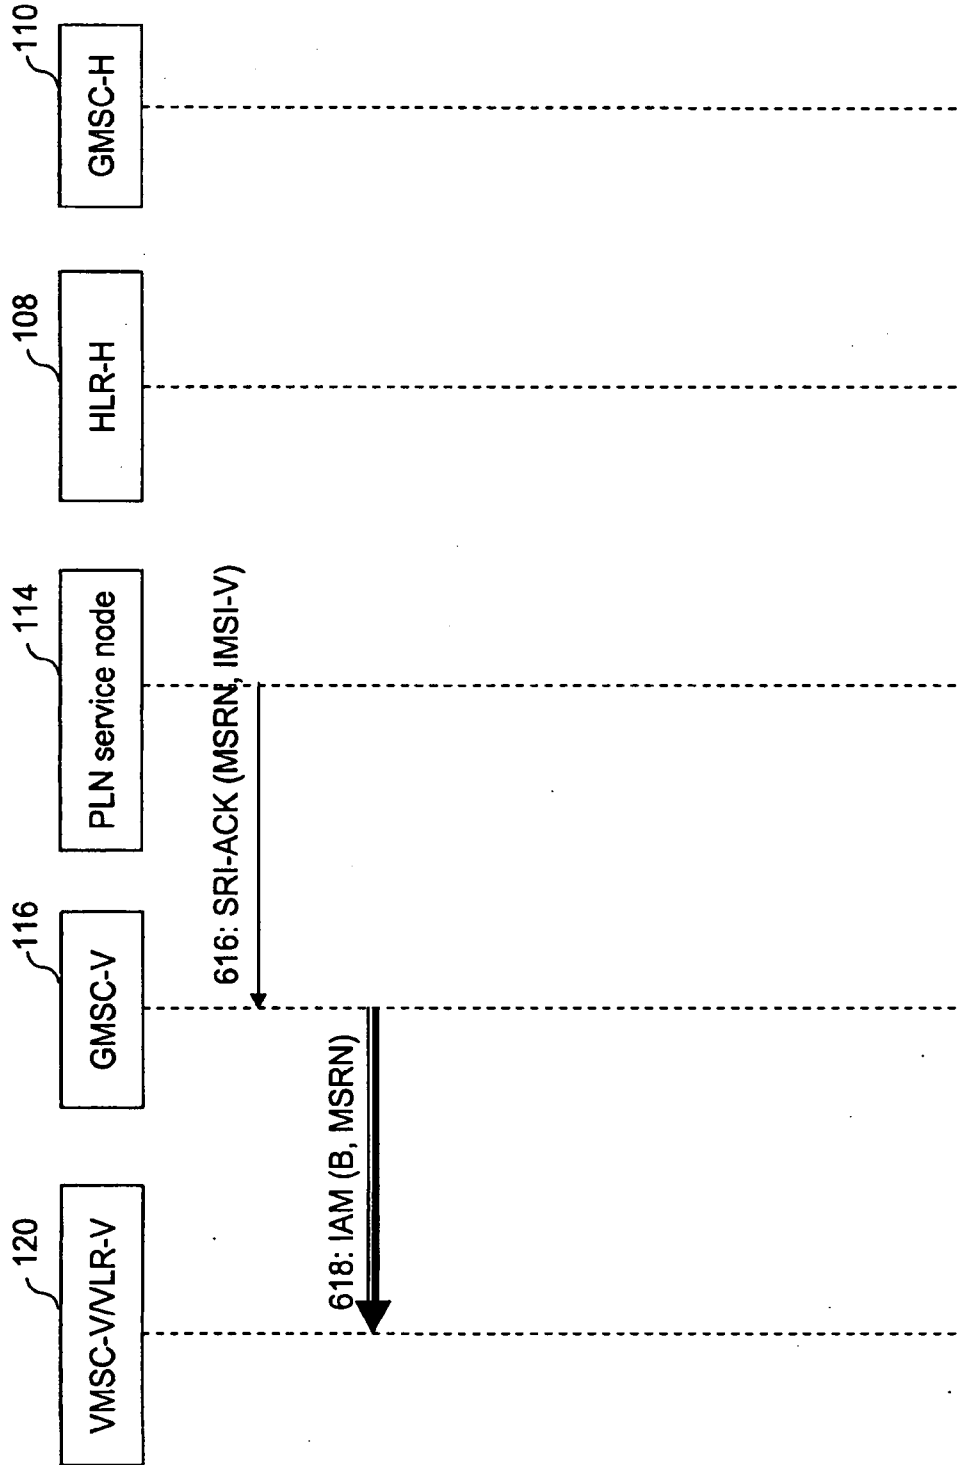 120
VMSC-V/VLR-V
116
GMSC-V
114
PLN service node
108
HLR-H
110
GMSC-H
616: SRI-ACK (MSRN, IMSI-V)
618: IAM (B, MSRN)